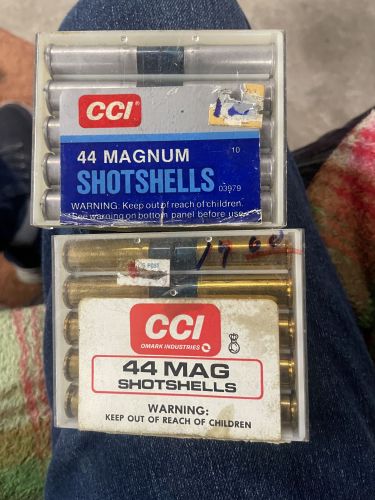 CCI®
44 MAGNUM
10
SHOTSHELLS
03979
WARNING: Keep out of reach of children.
See warning on bottom panel before use.
CCI
OMARK INDUSTRIES
44 MAG
SHOTSHELLS
WARNING:
KEEP OUT OF REACH OF CHILDREN